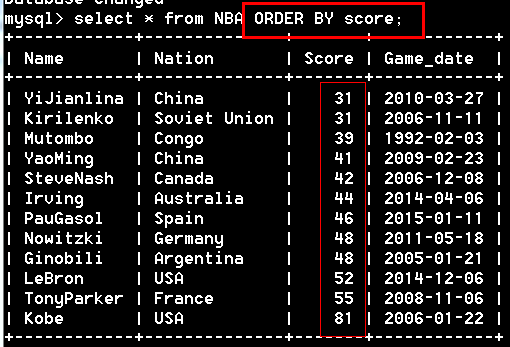 Database changed
mysql> select * from NBA ORDER BY score;
+------------+--------------+-------+------------+
| Name       | Nation       | Score | Game_date  |
+------------+--------------+-------+------------+
| YiJianlina | China        |    31 | 2010-03-27 |
| Kirilenko  | Soviet Union |    31 | 2006-11-11 |
| Mutombo    | Congo        |    39 | 1992-02-03 |
| YaoMing    | China        |    41 | 2009-02-23 |
| SteveNash  | Canada       |    42 | 2006-12-08 |
| Irving     | Australia    |    44 | 2014-04-06 |
| PauGasol   | Spain        |    46 | 2015-01-11 |
| Nowitzki   | Germany      |    48 | 2011-05-18 |
| Ginobili   | Argentina    |    48 | 2005-01-21 |
| LeBron     | USA          |    52 | 2014-12-06 |
| TonyParker | France       |    55 | 2008-11-06 |
| Kobe       | USA          |    81 | 2006-01-22 |
+------------+--------------+-------+------------+